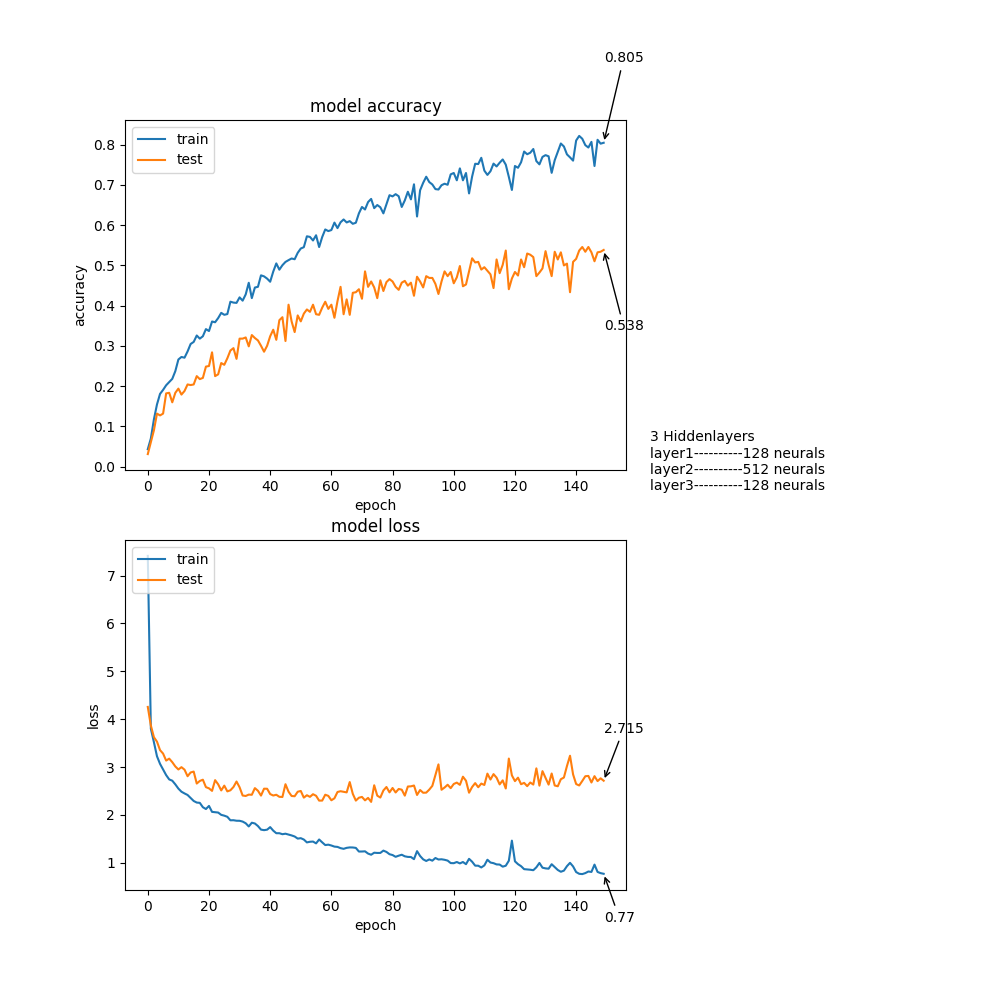 0.805
model accuracy
train
test
0.8
0.7
0.6
0.5
0.4
0.3
0.2
0.1
0.0
accuracy
0.538
0 20 40 60 80 100 120 140
epoch
3 Hiddenlayers
layer1----------128 neurals
layer2----------512 neurals
layer3----------128 neurals
model loss
train
test
7
6
5
4
3
2
1
loss
2.715
0 20 40 60 80 100 120 140
epoch
0.77